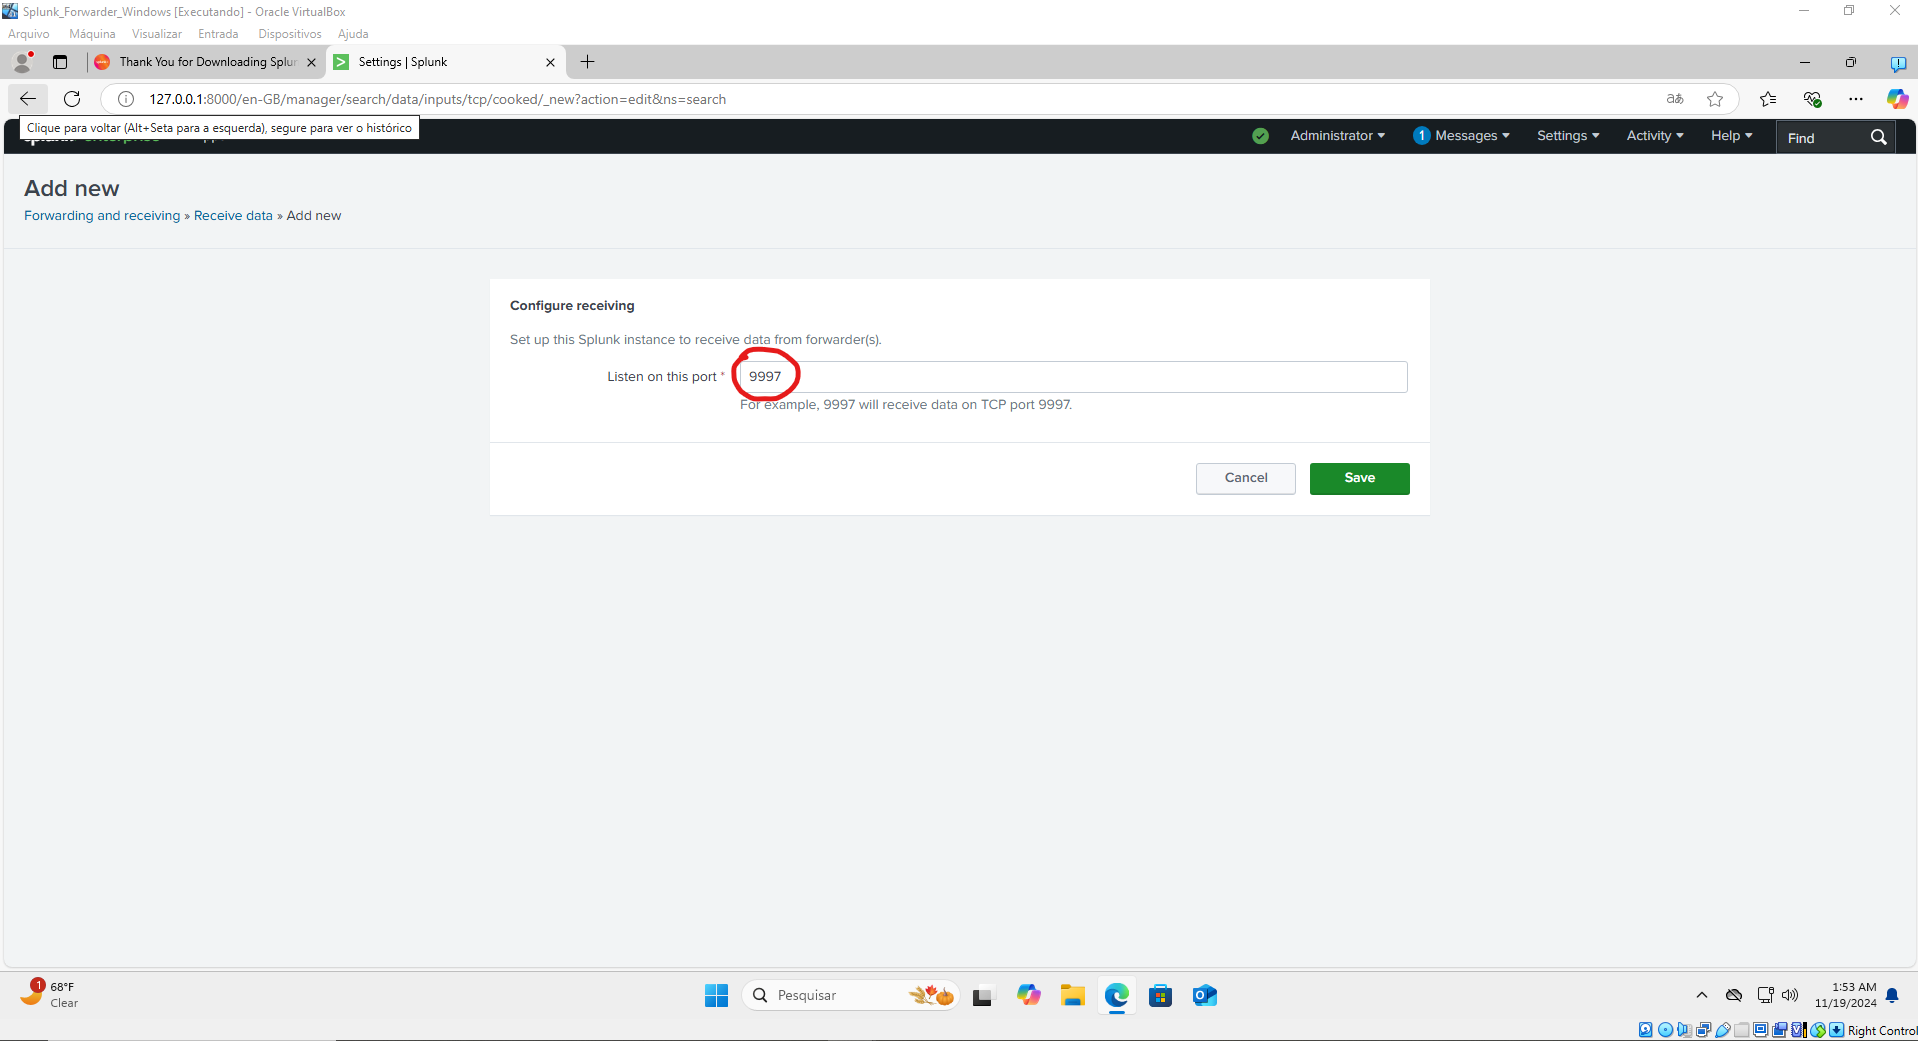 Splunk_Forwarder_Windows [Executando] - Oracle VirtualBox
Arquivo Máquina Visualizar Entrada Dispositivos Ajuda
Thank You for Downloading Splun
Settings | Splunk
127.0.0.1:8000/en-GB/manager/search/data/inputs/tcp/cooked/_new?action=edit&ns=search
Clique para voltar (Alt+Seta para a esquerda), segure para ver o histórico
Administrator 1 Messages Settings Activity Help Find
Add new
Forwarding and receiving » Receive data » Add new
Configure receiving
Set up this Splunk instance to receive data from forwarder(s).
Listen on this port * 9997
For example, 9997 will receive data on TCP port 9997.
Cancel Save
1 68°F
Clear
Pesquisar
1:53 AM
11/19/2024
Right Control